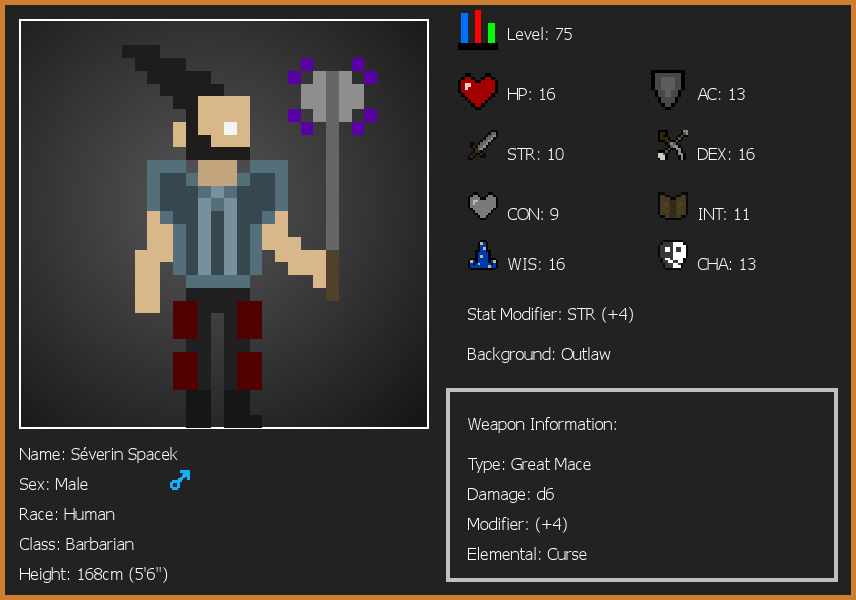 Level: 75
HP: 16
AC: 13
STR: 10
DEX: 16
CON: 9
INT: 11
WIS: 16
CHA: 13
Stat Modifier: STR (+4)
Background: Outlaw
Weapon Information:
Type: Great Mace
Damage: d6
Modifier: (+4)
Elemental: Curse
Name: Séverin Spacek
Sex: Male
Race: Human
Class: Barbarian
Height: 168cm (5'6")